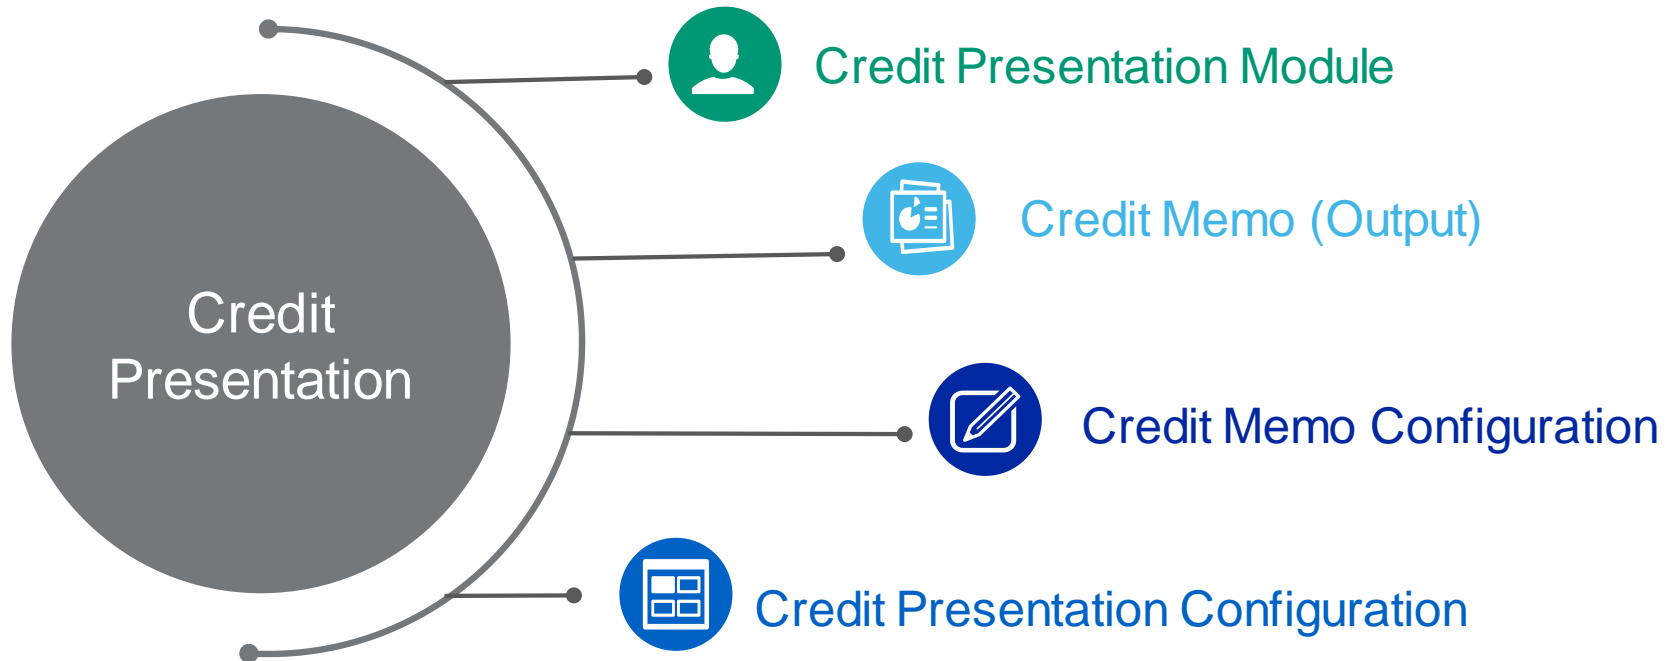 Credit Presentation Module
Credit Memo (Output)
Credit
Presentation
Credit Memo Configuration
Credit Presentation Configuration